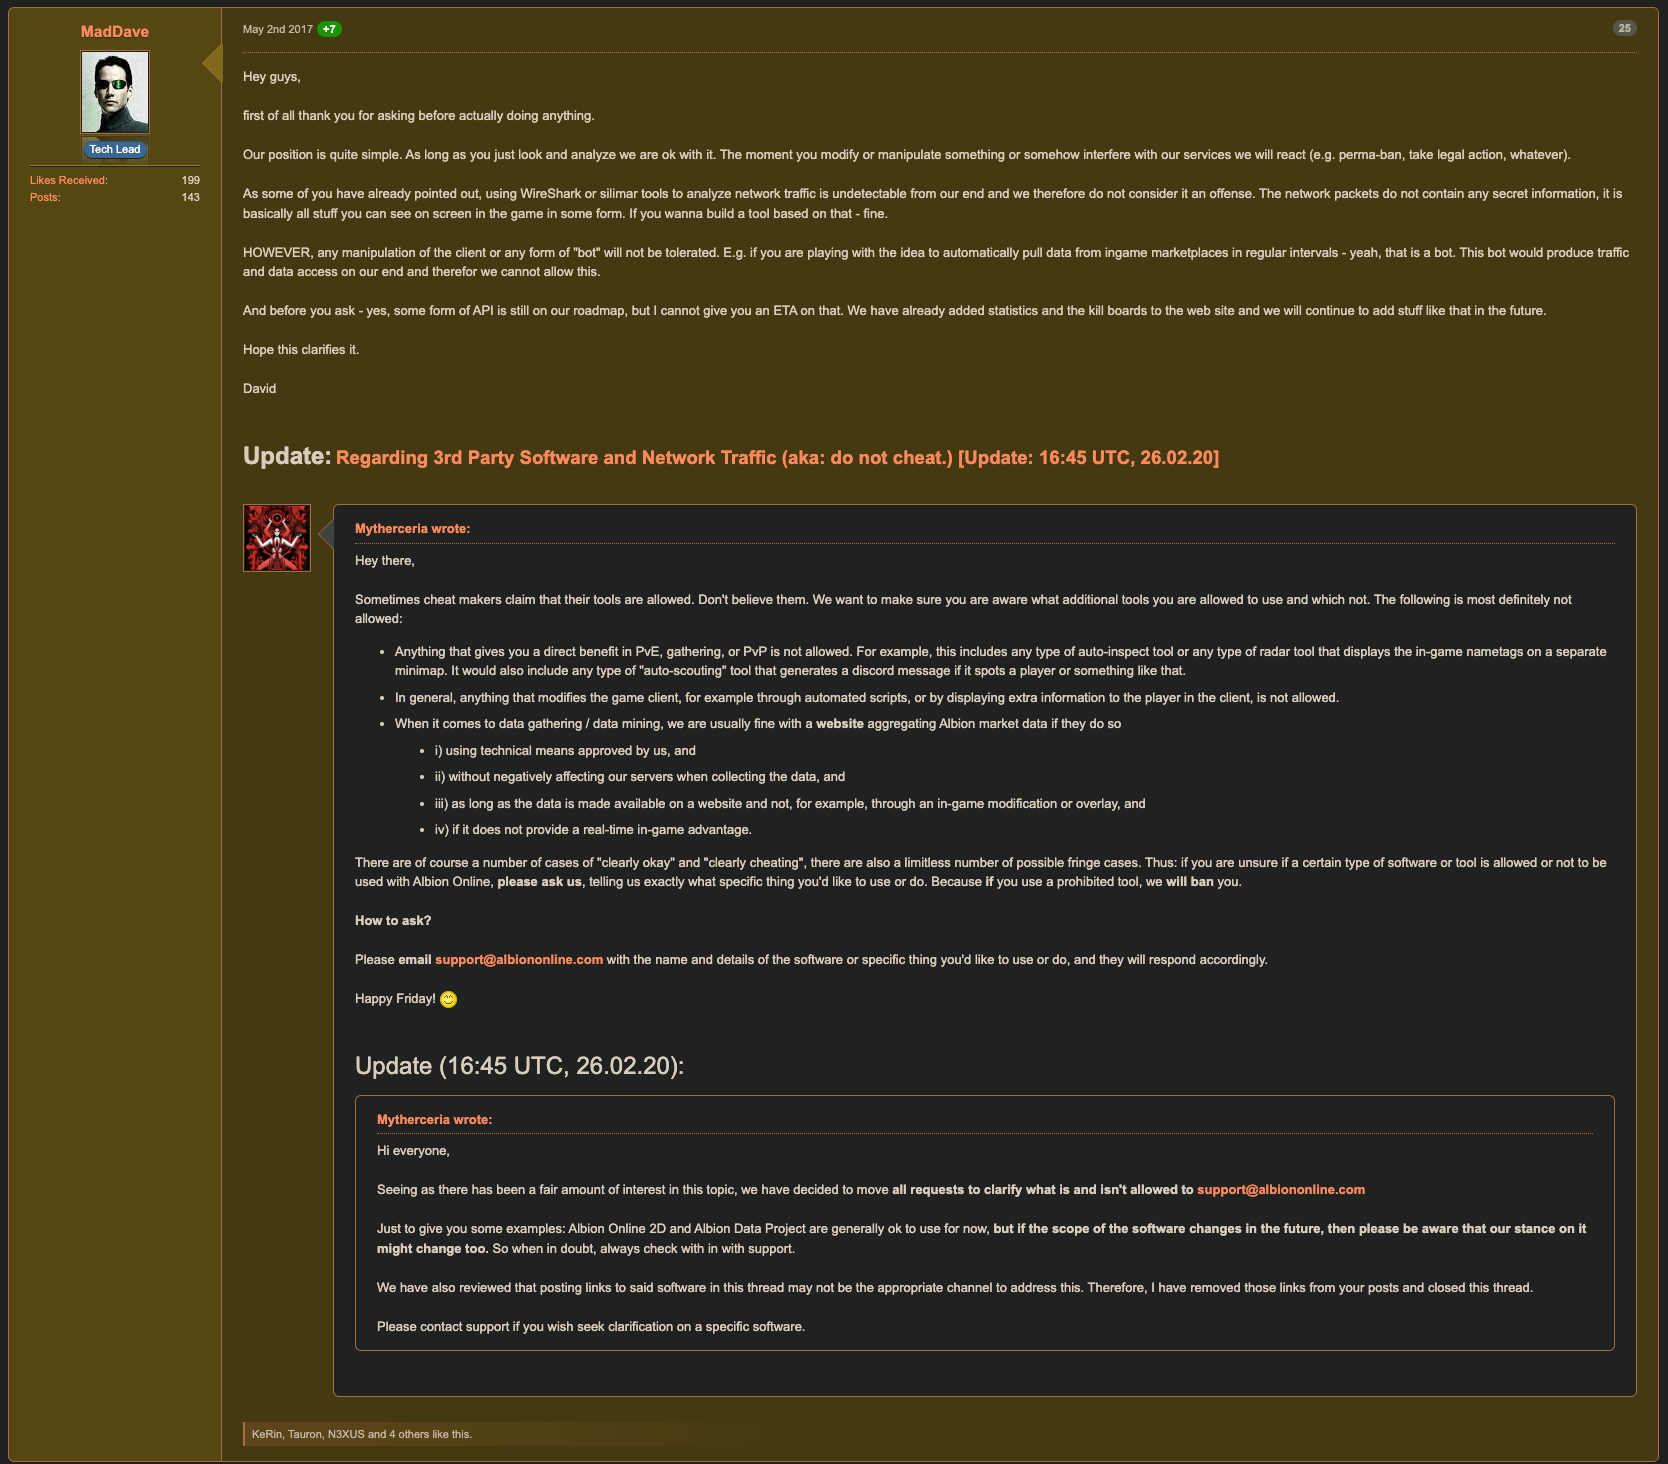 MadDave
Tech Lead
Likes Received: 199
Posts: 143
May 2nd 2017 +7
25
Hey guys,
first of all thank you for asking before actually doing anything.
Our position is quite simple. As long as you just look and analyze we are ok with it. The moment you modify or manipulate something or somehow interfere with our services we will react (e.g. perma-ban, take legal action, whatever).
As some of you have already pointed out, using WireShark or silimar tools to analyze network traffic is undetectable from our end and we therefore do not consider it an offense. The network packets do not contain any secret information, it is
basically all stuff you can see on screen in the game in some form. If you wanna build a tool based on that - fine.
HOWEVER, any manipulation of the client or any form of "bot" will not be tolerated. E.g. if you are playing with the idea to automatically pull data from ingame marketplaces in regular intervals - yeah, that is a bot. This bot would produce traffic
and data access on our end and therefor we cannot allow this.
And before you ask - yes, some form of API is still on our roadmap, but I cannot give you an ETA on that. We have already added statistics and the kill boards to the web site and we will continue to add stuff like that in the future.
Hope this clarifies it.
David
Update: Regarding 3rd Party Software and Network Traffic (aka: do not cheat.) [Update: 16:45 UTC, 26.02.20]
Mytherceria wrote:
Hey there,
Sometimes cheat makers claim that their tools are allowed. Don't believe them. We want to make sure you are aware what additional tools you are allowed to use and which not. The following is most definitely not
allowed:
• Anything that gives you a direct benefit in PvE, gathering, or PvP is not allowed. For example, this includes any type of auto-inspect tool or any type of radar tool that displays the in-game nametags on a separate
minimap. It would also include any type of "auto-scouting" tool that generates a discord message if it spots a player or something like that.
• In general, anything that modifies the game client, for example through automated scripts, or by displaying extra information to the player in the client, is not allowed.
• When it comes to data gathering / data mining, we are usually fine with a website aggregating Albion market data if they do so
• i) using technical means approved by us, and
• ii) without negatively affecting our servers when collecting the data, and
• iii) as long as the data is made available on a website and not, for example, through an in-game modification or overlay, and
• iv) if it does not provide a real-time in-game advantage.
There are of course a number of cases of "clearly okay" and "clearly cheating", there are also a limitless number of possible fringe cases. Thus: if you are unsure if a certain type of software or tool is allowed or not to be
used with Albion Online, please ask us, telling us exactly what specific thing you'd like to use or do. Because if you use a prohibited tool, we will ban you.
How to ask?
Please email support@albiononline.com with the name and details of the software or specific thing you'd like to use or do, and they will respond accordingly.
Happy Friday!
Update (16:45 UTC, 26.02.20):
Mytherceria wrote:
Hi everyone,
Seeing as there has been a fair amount of interest in this topic, we have decided to move all requests to clarify what is and isn't allowed to support@albiononline.com
Just to give you some examples: Albion Online 2D and Albion Data Project are generally ok to use for now, but if the scope of the software changes in the future, then please be aware that our stance on it
might change too. So when in doubt, always check with in with support.
We have also reviewed that posting links to said software in this thread may not be the appropriate channel to address this. Therefore, I have removed those links from your posts and closed this thread.
Please contact support if you wish seek clarification on a specific software.
KeRin, Tauron, N3XUS and 4 others like this.